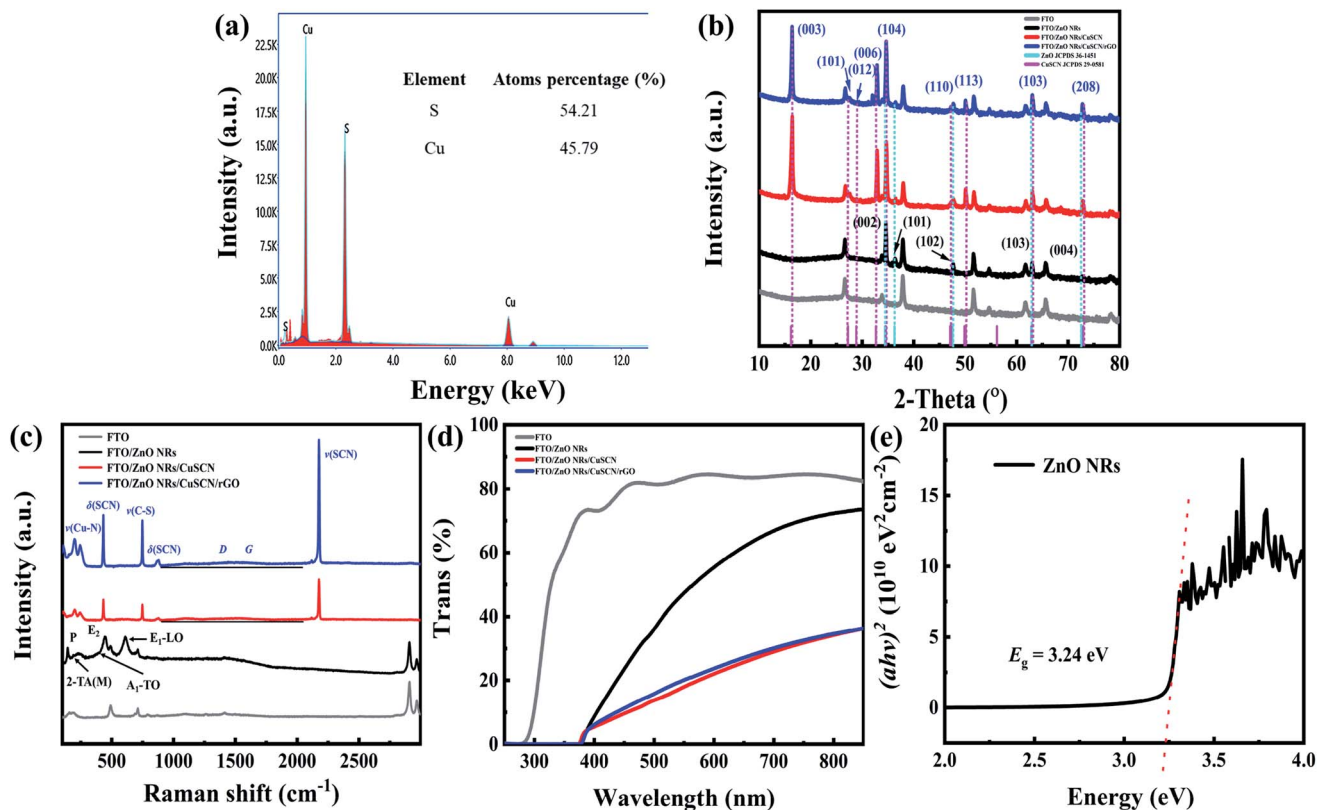 (a)
Intensity (a.u.)
22.5K
20.0K
17.5K
15.0K
12.5K
10.0K
7.5K
5.0K
2.5K
0.0K
Cu
S
S
Cu
Element Atoms percentage (%)
S 54.21
Cu 45.79
0.0 2.0 4.0 6.0 8.0 10.0 12.0
Energy (keV)
(b)
Intensity (a.u.)
FTO
FTO/ZnO NRs
FTO/ZnO NRs/CuSCN
FTO/ZnO NRs/CuSCN/rGO
ZnO JCPDS 36-1451
CuSCN JCPDS 29-0581
(003)
(104)
(006)
(101)
(012)
(110)
(113)
(103)
(208)
(002)
(101)
(102)
(103)
(004)
10 20 30 40 50 60 70 80
2-Theta (°)
(c)
Intensity (a.u.)
FTO
FTO/ZnO NRs
FTO/ZnO NRs/CuSCN
FTO/ZnO NRs/CuSCN/rGO
ν(SCN)
δ(SCN)
ν(C-S)
ν(Cu-N)
δ(SCN)
D
G
P
E₂
E₁-LO
2-TA(M)
A₁-TO
500 1000 1500 2000 2500
Raman shift (cm⁻¹)
(d)
Trans (%)
100
80
60
40
20
0
FTO
FTO/ZnO NRs
FTO/ZnO NRs/CuSCN
FTO/ZnO NRs/CuSCN/rGO
300 400 500 600 700 800
Wavelength (nm)
(e)
(ahv)² (10¹⁰ eV²cm⁻²)
20
15
10
5
0
ZnO NRs
Eg = 3.24 eV
2.0 2.5 3.0 3.5 4.0
Energy (eV)